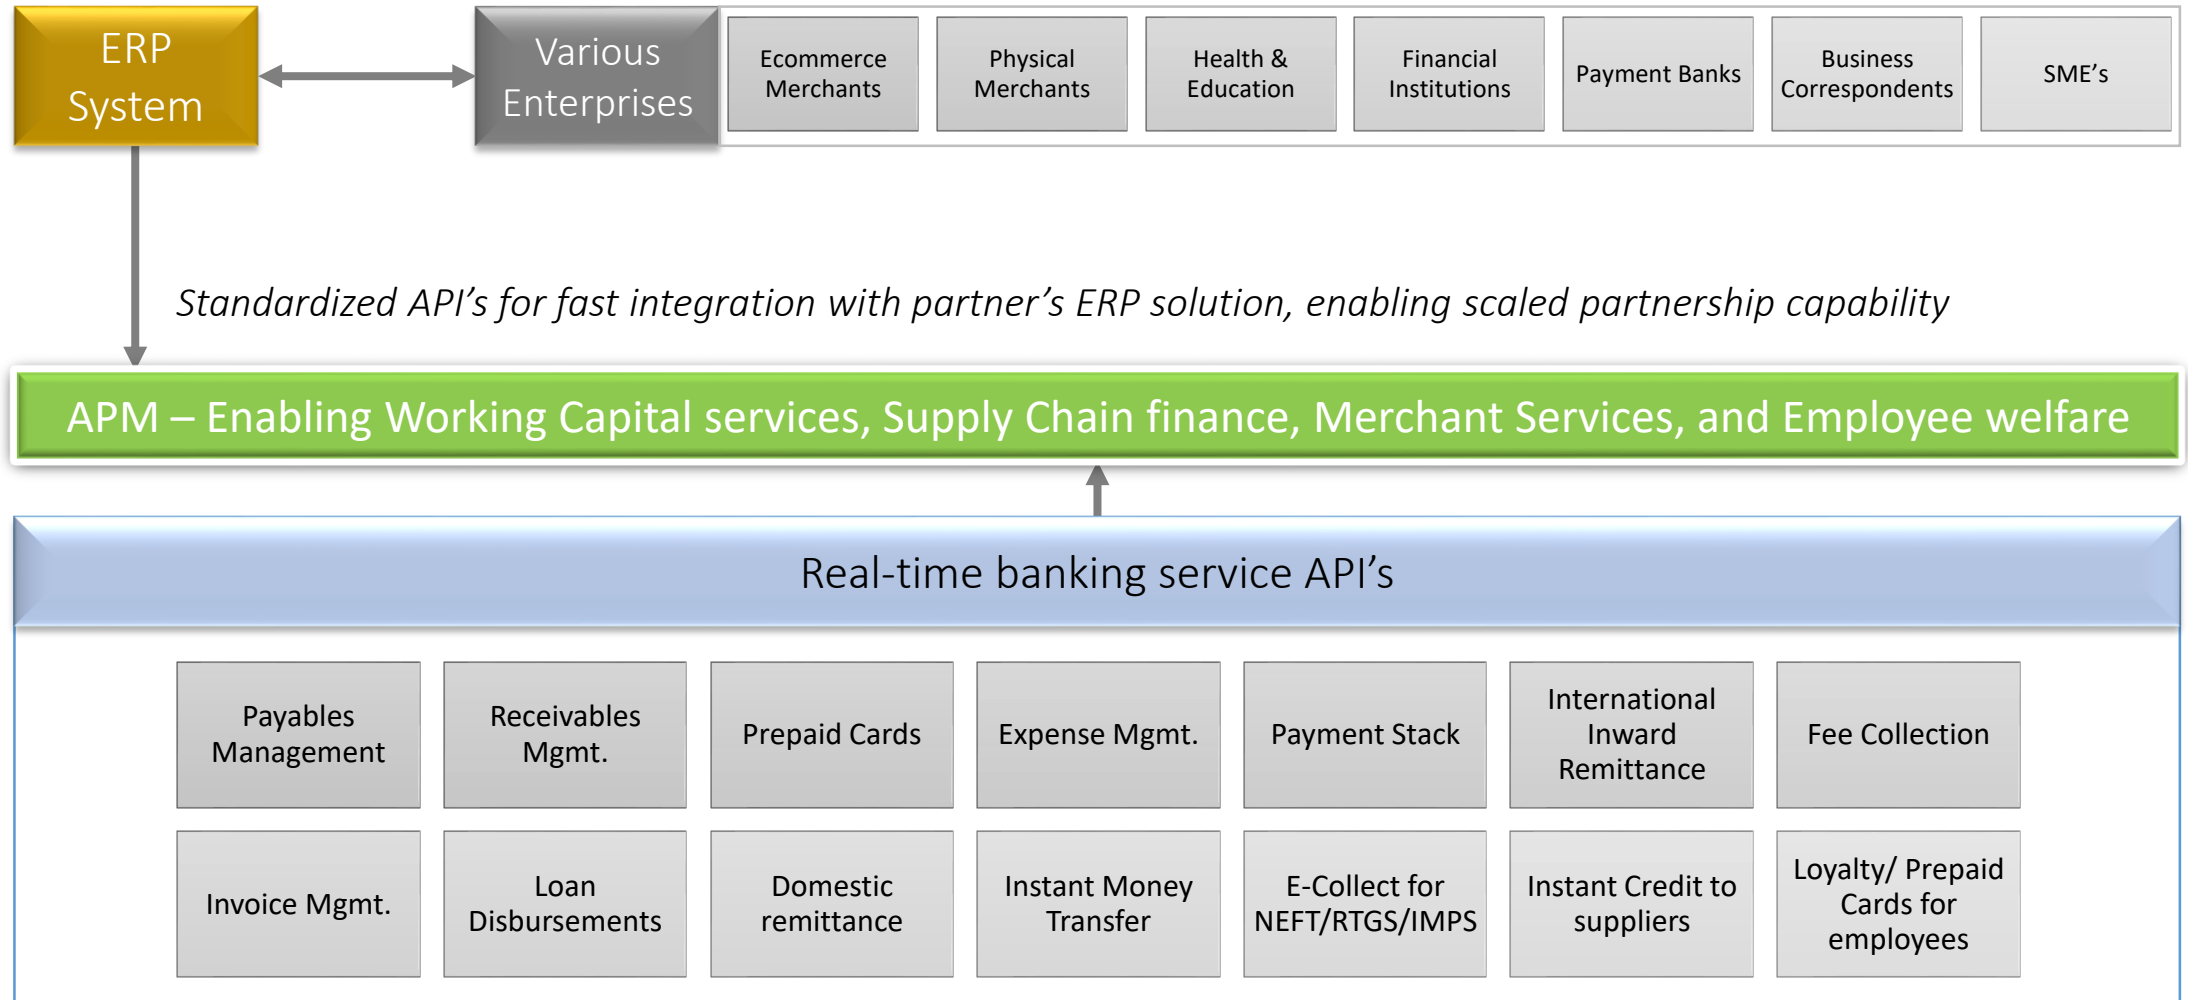 ERP
System
Various
Enterprises
Ecommerce
Merchants
Physical
Merchants
Health &
Education
Financial
Institutions
Payment Banks
Business
Correspondents
SME’s
Standardized API’s for fast integration with partner’s ERP solution, enabling scaled partnership capability
APM – Enabling Working Capital services, Supply Chain finance, Merchant Services, and Employee welfare
Real-time banking service API’s
Payables
Management
Receivables
Mgmt.
Prepaid Cards
Expense Mgmt.
Payment Stack
International
Inward
Remittance
Fee Collection
Invoice Mgmt.
Loan
Disbursements
Domestic
remittance
Instant Money
Transfer
E-Collect for
NEFT/RTGS/IMPS
Instant Credit to
suppliers
Loyalty/ Prepaid
Cards for
employees